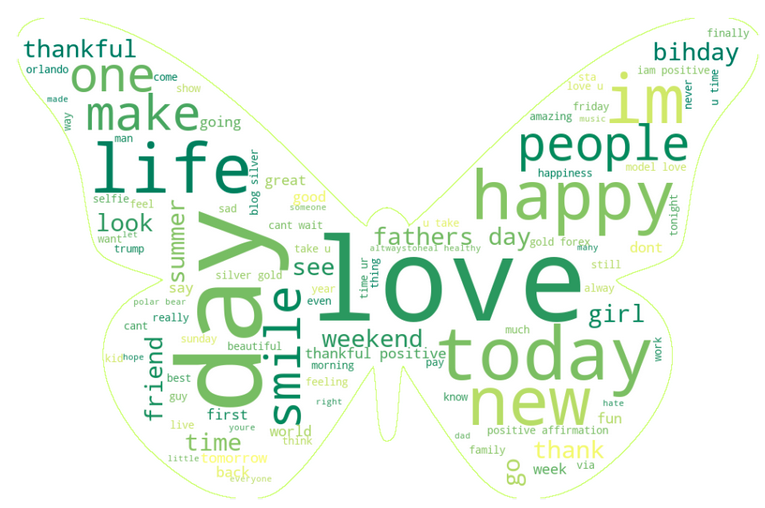 finally
thankful
bihday
orlando
one
come
iam positive
sta
love u
im
never
u time
show
made
make
going
friday
amazing
music
way
man
people
life
blog silver
happiness
model love
great
selfie
feel
good
someone
happy
tonight
look
summer
sad
cant wait
u take
want
let
trump
fathers day
gold forex
many
dont
take u
altwaystoheal healthy
day
see
love
time ur
thing
still
say
silver gold
year
alway
polar bear
even
smile
girl
really
cant
sunday
beautiful
weekend
much
today
work
kid
hope
friend
thankful positive
morning
pay
best
guy
feeling
new
know
right
hate
first
youre
fun
live
world
think
time
dad
positive affirmation
family
thank
little
tomorrow
back
everyone
go
week
via